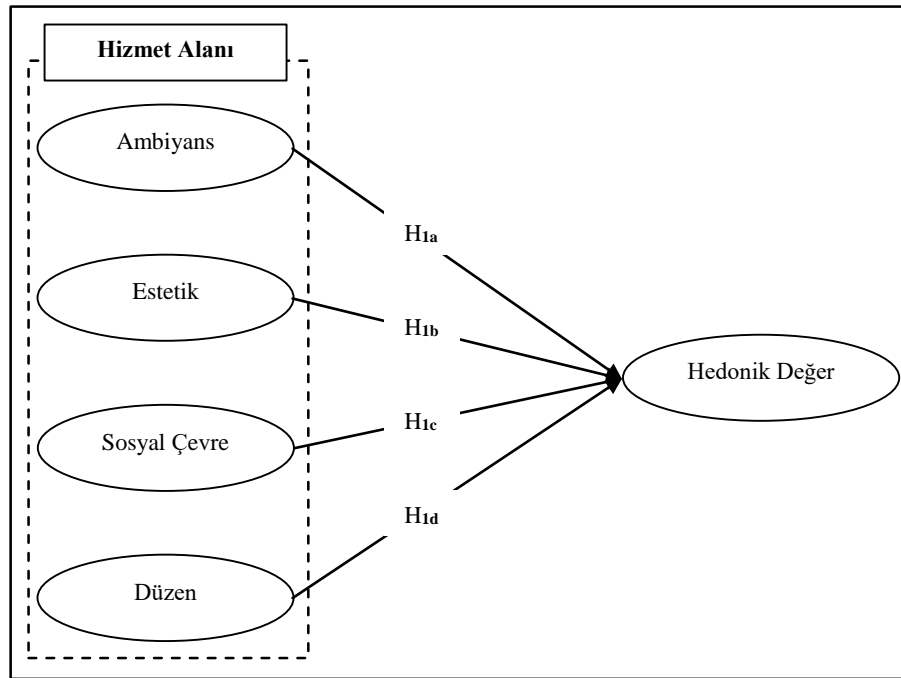 Hizmet Alanı
Ambiyans
H1a
Estetik
H1b
Hedonik Değer
Sosyal Çevre
H1c
H1d
Düzen